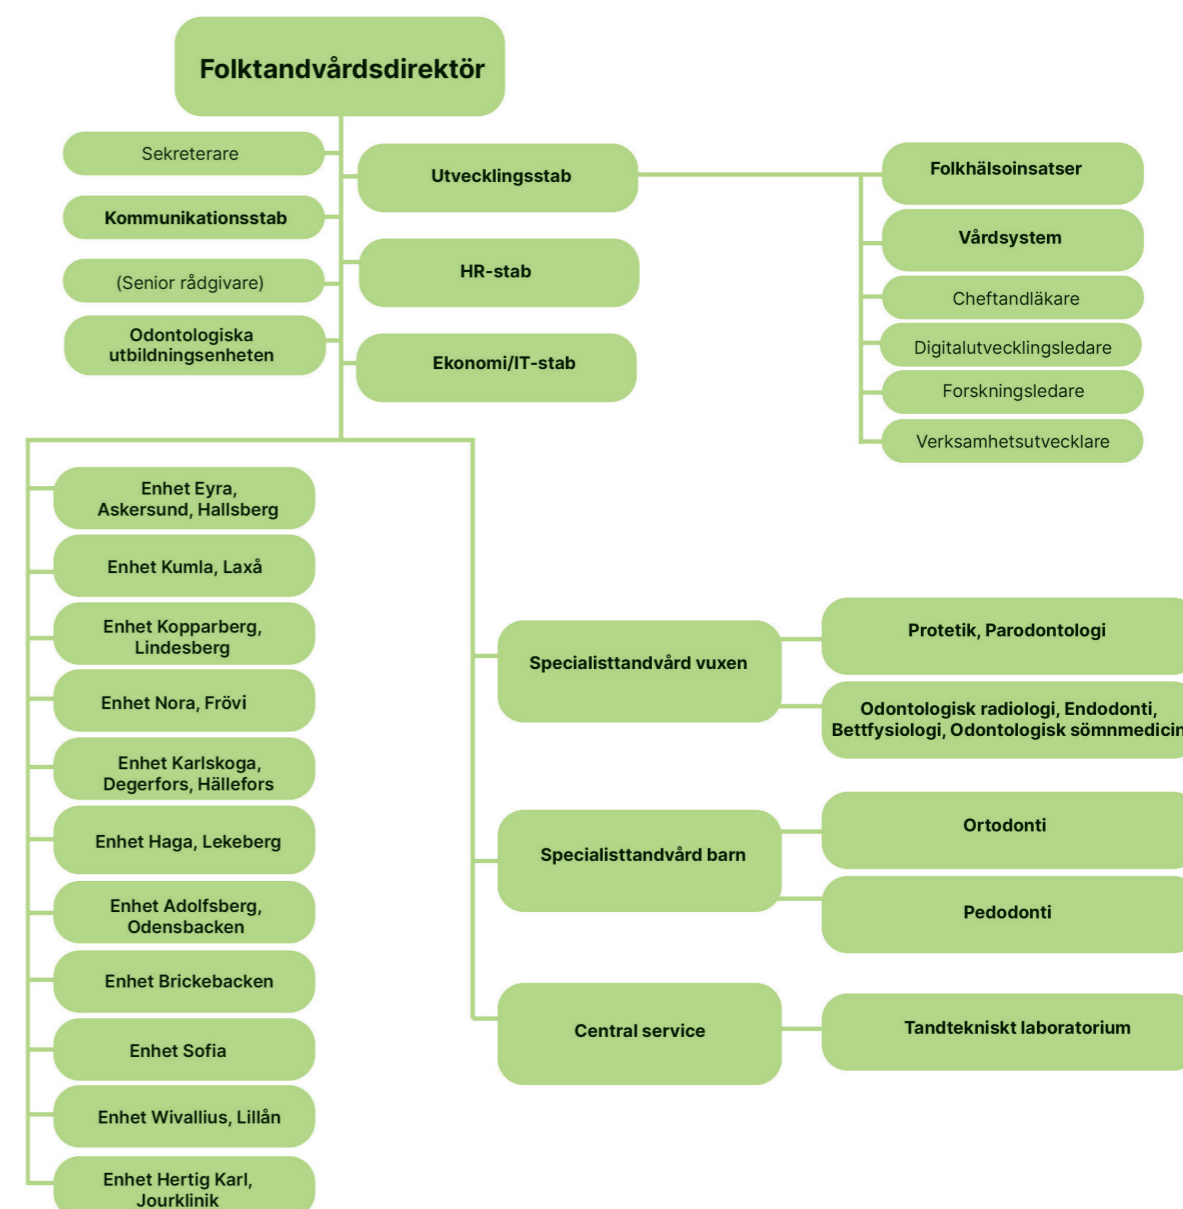 Folktandvårdsdirektör
Sekreterare
Kommunikationsstab
(Senior rådgivare)
Odontologiska
utbildningsenheten
Utvecklingsstab
HR-stab
Ekonomi/IT-stab
Folkhälsoinsatser
Vårdsystem
Cheftandläkare
Digitalutvecklingsledare
Forskningsledare
Verksamhetsutvecklare
Enhet Eyra,
Askersund, Hallsberg
Enhet Kumla, Laxå
Enhet Kopparberg,
Lindesberg
Enhet Nora, Frövi
Enhet Karlskoga,
Degerfors, Hällefors
Enhet Haga, Lekeberg
Enhet Adolfsberg,
Odensbacken
Enhet Brickebacken
Enhet Sofia
Enhet Wivallius, Lillån
Enhet Hertig Karl,
Jourklinik
Specialisttandvård vuxen
Protetik, Parodontologi
Odontologisk radiologi, Endodonti,
Bettfysiologi, Odontologisk sömnmedicin
Specialisttandvård barn
Ortodonti
Pedodonti
Central service
Tandtekniskt laboratorium